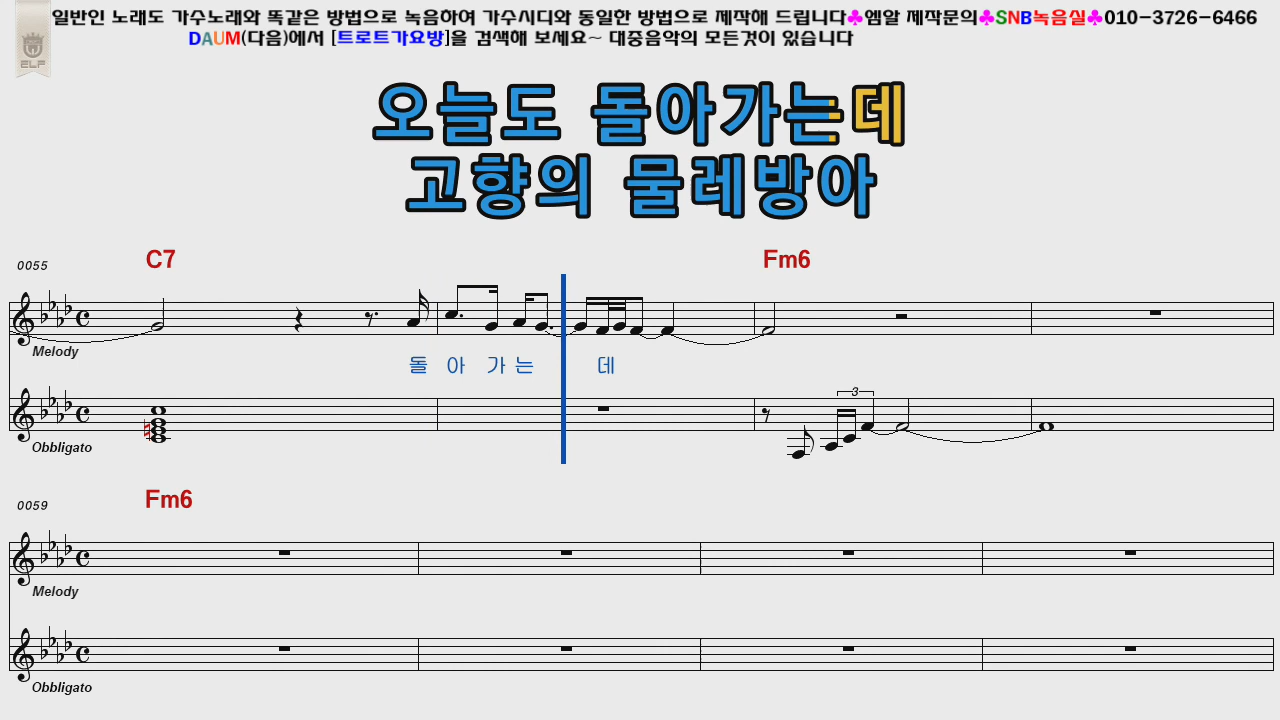 일반인 노래도 가수노래와 똑같은 방법으로 녹음하여 가수시디와 동일한 방법으로 제작해 드립니다♣엠알 제작문의♣SNB녹음실♣010-3726-6466
DAUM(다음)에서 [트로트가요방]을 검색해 보세요~ 대중음악의 모든것이 있습니다
ELF
오늘도 돌아가는데
고향의 물레방아
C7 Fm6
0055
Melody
돌 아 가 는 데
3
Obbligato
Fm6
0059
Melody
Obbligato